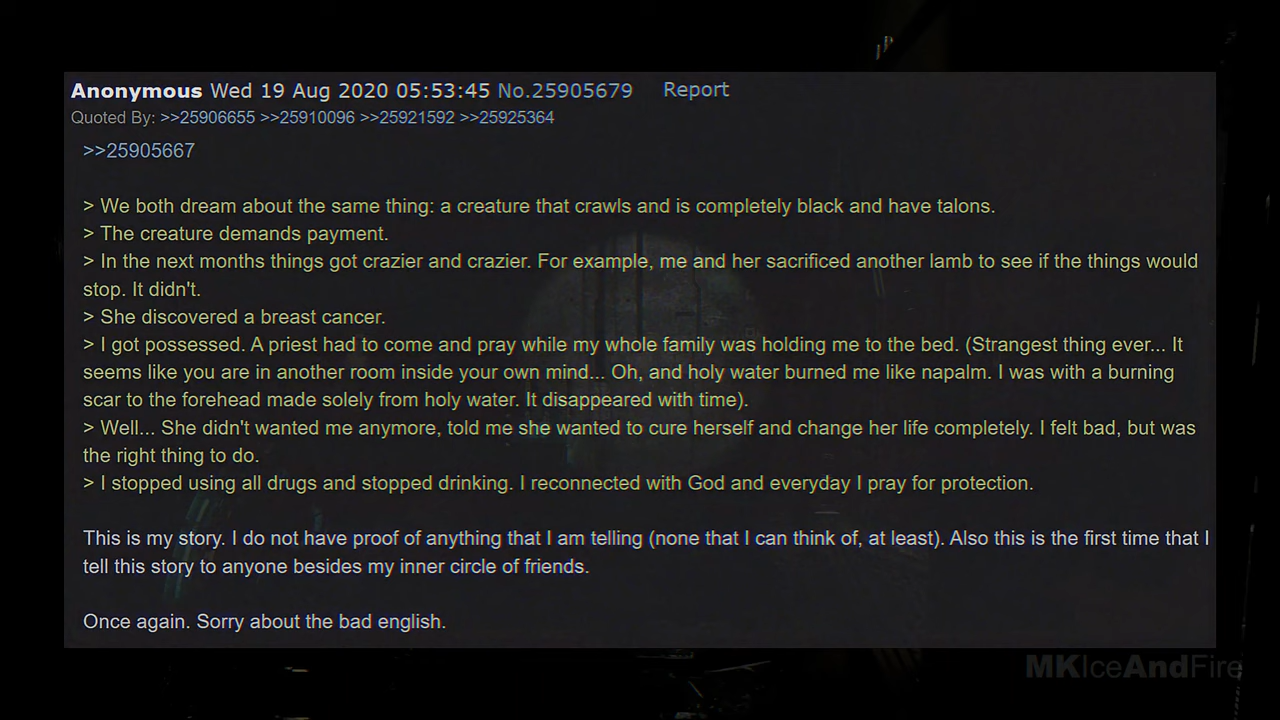 Anonymous Wed 19 Aug 2020 05:53:45 No.25905679 Report
Quoted By: >>25906655 >>25910096 >>25921592 >>25925364
>>25905667
> We both dream about the same thing: a creature that crawls and is completely black and have talons.
> The creature demands payment.
> In the next months things got crazier and crazier. For example, me and her sacrificed another lamb to see if the things would
stop. It didn't.
> She discovered a breast cancer.
> I got possessed. A priest had to come and pray while my whole family was holding me to the bed. (Strangest thing ever... It
seems like you are in another room inside your own mind... Oh, and holy water burned me like napalm. I was with a burning
scar to the forehead made solely from holy water. It disappeared with time).
> Well... She didn't wanted me anymore, told me she wanted to cure herself and change her life completely. I felt bad, but was
the right thing to do.
> I stopped using all drugs and stopped drinking. I reconnected with God and everyday I pray for protection.
This is my story. I do not have proof of anything that I am telling (none that I can think of, at least). Also this is the first time that I
tell this story to anyone besides my inner circle of friends.
Once again. Sorry about the bad english.
MKIceAndFire